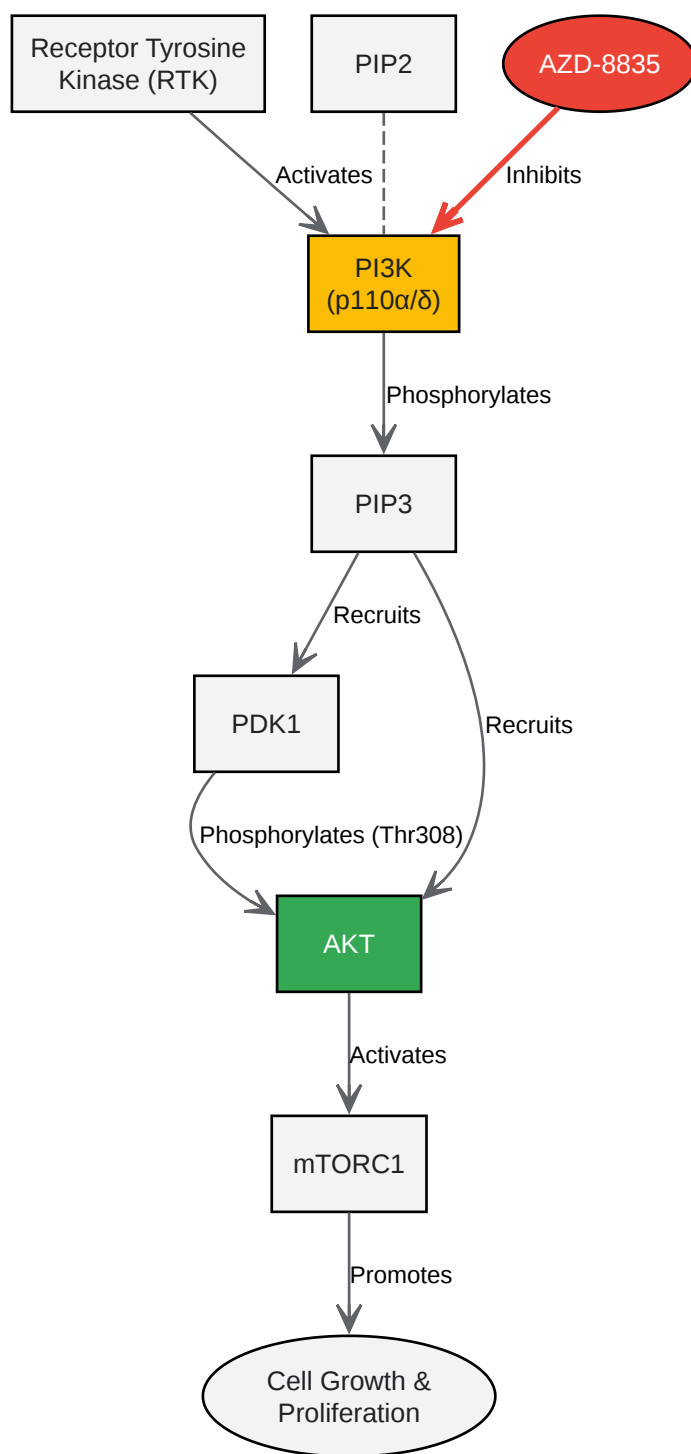 Receptor Tyrosine
Kinase (RTK)
PIP2
AZD-8835
Activates
Inhibits
PI3K
(p110α/δ)
Phosphorylates
PIP3
Recruits
PDK1
Recruits
Phosphorylates (Thr308)
AKT
Activates
mTORC1
Promotes
Cell Growth &
Proliferation